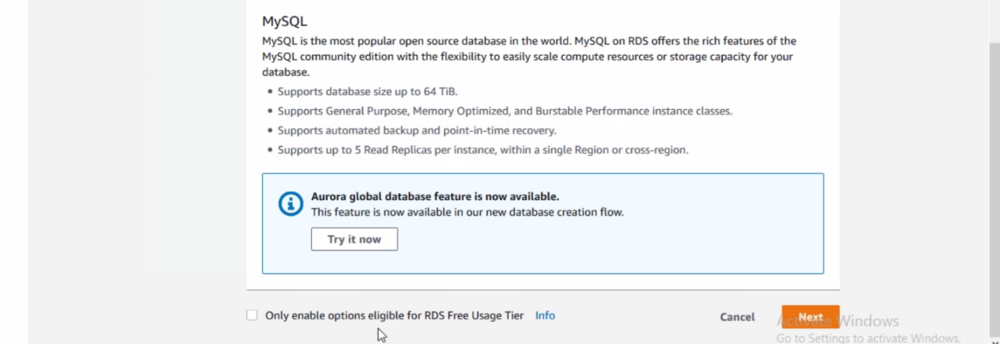 MySQL
MySQL is the most popular open source database in the world. MySQL on RDS offers the rich features of the
MySQL community edition with the flexibility to easily scale compute resources or storage capacity for your
database.
• Supports database size up to 64 TiB.
• Supports General Purpose, Memory Optimized, and Burstable Performance instance classes.
• Supports automated backup and point-in-time recovery.
• Supports up to 5 Read Replicas per instance, within a single Region or cross-region.
Aurora global database feature is now available.
This feature is now available in our new database creation flow.
Try it now
Only enable options eligible for RDS Free Usage Tier Info
Cancel Next
Activate Windows
Go to Settings to activate Windows.